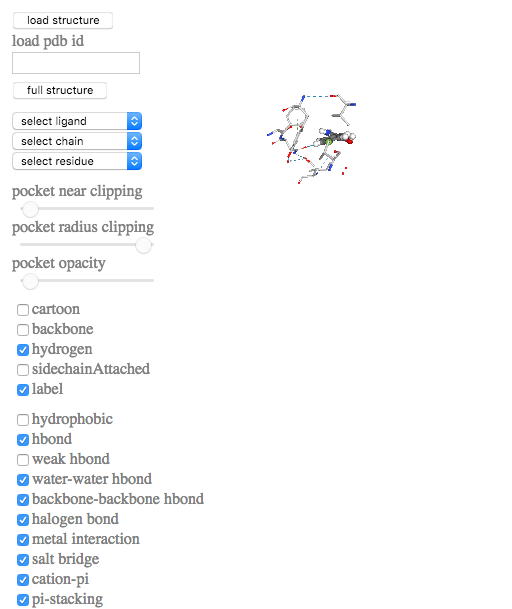 load structure
load pdb id
full structure
select ligand
select chain
select residue
pocket near clipping
pocket radius clipping
pocket opacity
cartoon
backbone
hydrogen
sidechainAttached
label
hydrophobic
hbond
weak hbond
water-water hbond
backbone-backbone hbond
halogen bond
metal interaction
salt bridge
cation-pi
pi-stacking